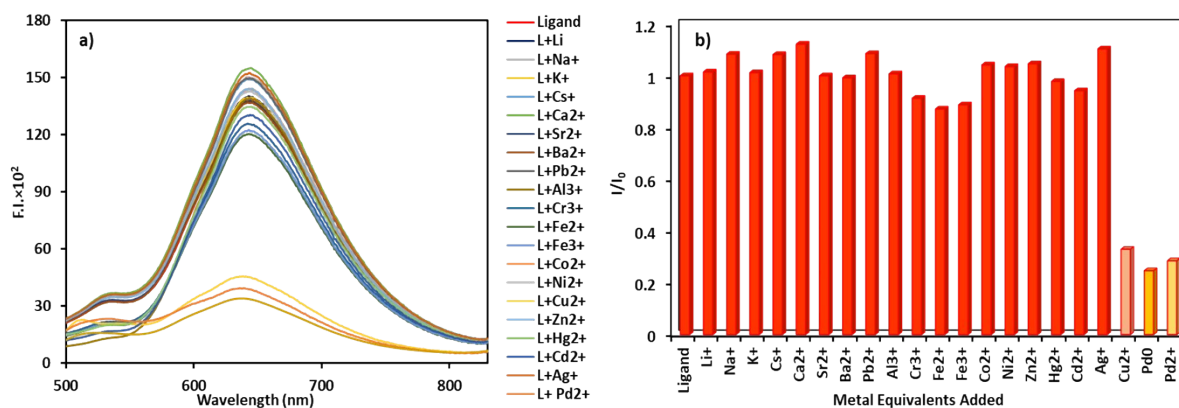 a)
F.I.×10²
180
150
120
90
60
30
0
500
600
700
800
Wavelength (nm)
Ligand
L+Li
L+Na+
L+K+
L+Cs+
L+Ca2+
L+Sr2+
L+Ba2+
L+Pb2+
L+Al3+
L+Cr3+
L+Fe2+
L+Fe3+
L+Co2+
L+Ni2+
L+Cu2+
L+Zn2+
L+Hg2+
L+Cd2+
L+Ag+
L+ Pd2+
b)
I/I₀
1.2
1
0.8
0.6
0.4
0.2
0
Ligand
Li+
Na+
K+
Cs+
Ca2+
Sr2+
Ba2+
Pb2+
Al3+
Cr3+
Fe2+
Fe3+
Co2+
Ni2+
Zn2+
Hg2+
Cd2+
Ag+
Cu2+
Pd0
Pd2+
Metal Equivalents Added